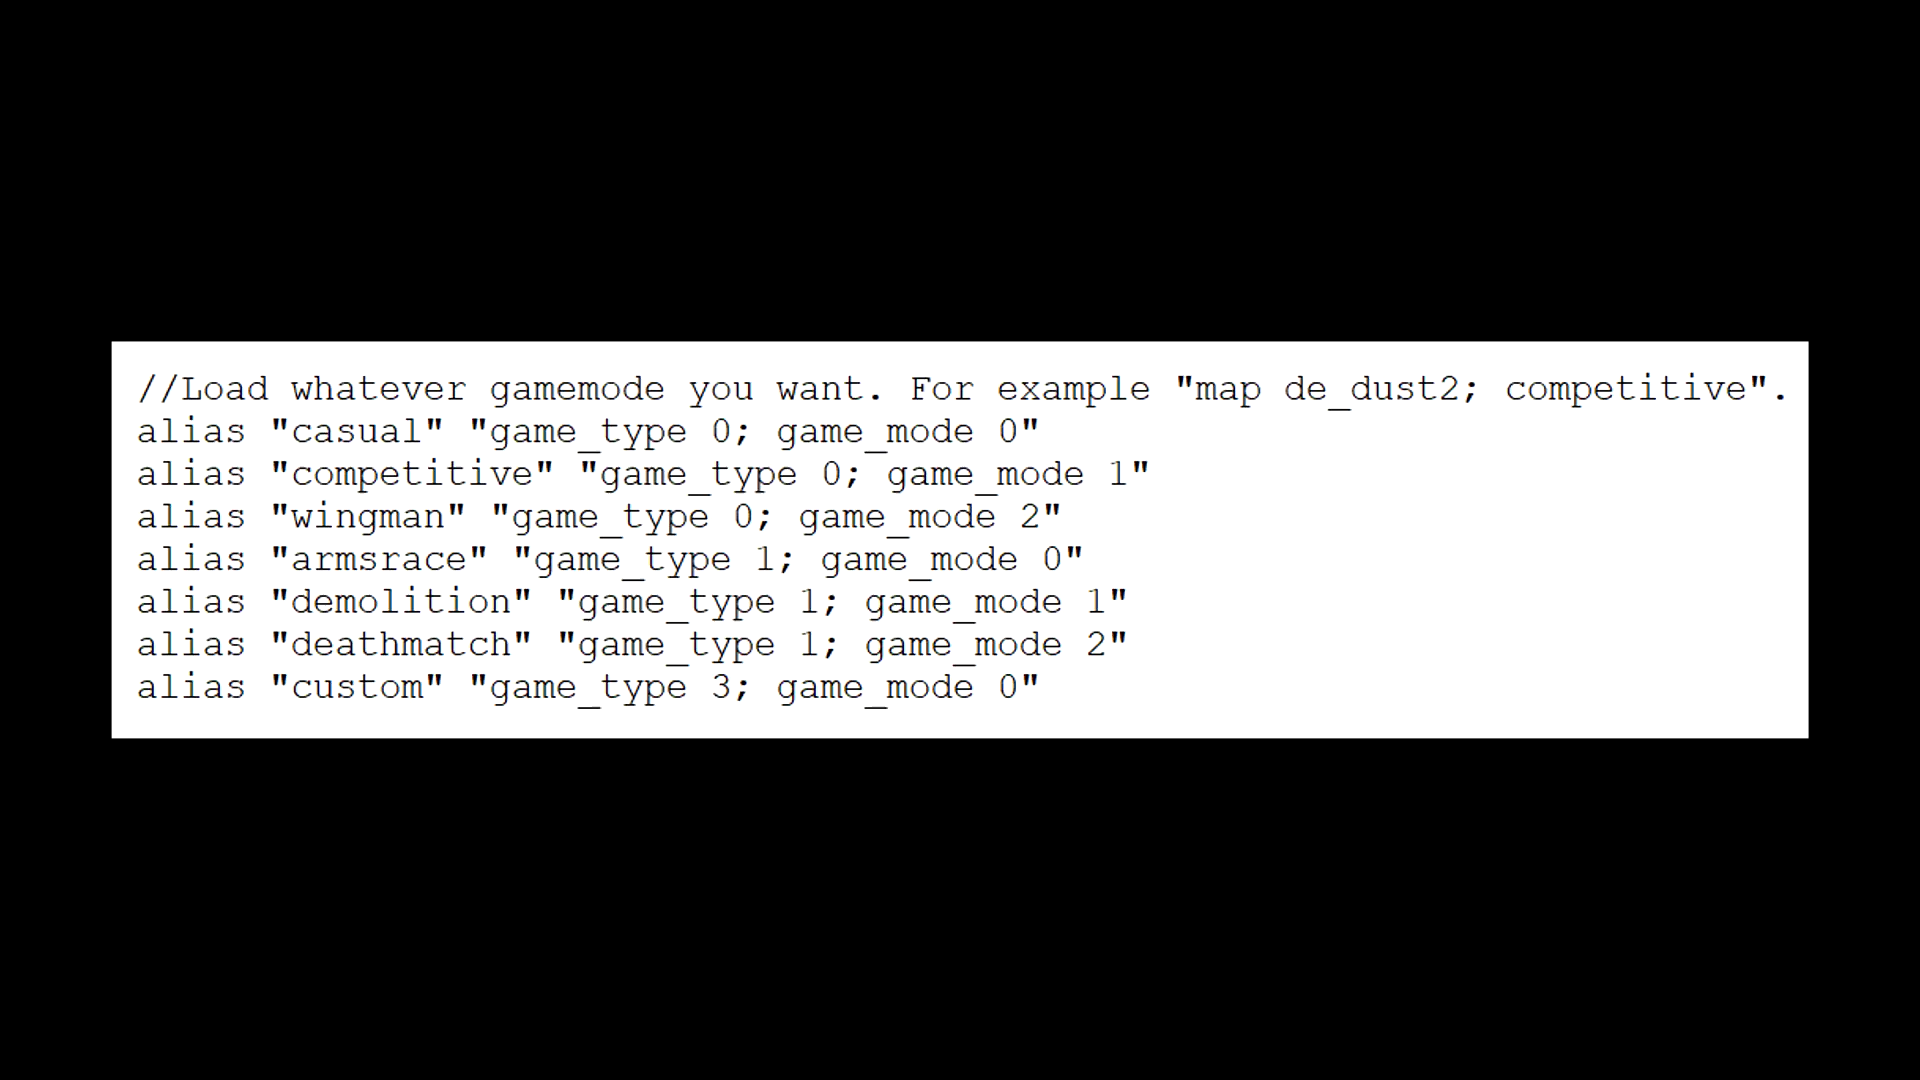 //Load whatever gamemode you want. For example "map de_dust2; competitive".
alias "casual" "game_type 0; game_mode 0"
alias "competitive" "game_type 0; game_mode 1"
alias "wingman" "game_type 0; game_mode 2"
alias "armsrace" "game_type 1; game_mode 0"
alias "demolition" "game_type 1; game_mode 1"
alias "deathmatch" "game_type 1; game_mode 2"
alias "custom" "game_type 3; game_mode 0"